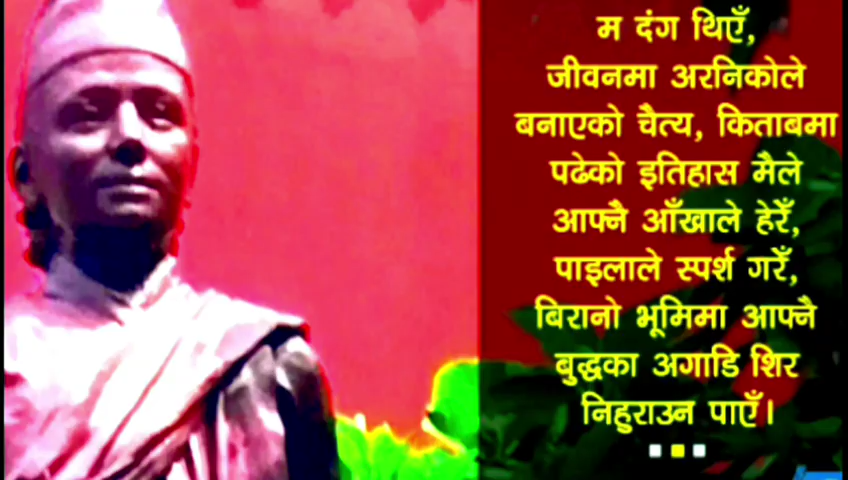 म दंग थिएँ,
जीवनमा अरनिकोले
बनाएको चैत्य, किताबमा
पढेको इतिहास मैले
आफ्नै आँखाले हेरेँ,
पाइलाले स्पर्श गरेँ,
बिरानो भूमिमा आफ्नै
बुद्धका अगाडि शिर
निहुराउन पाएँ।